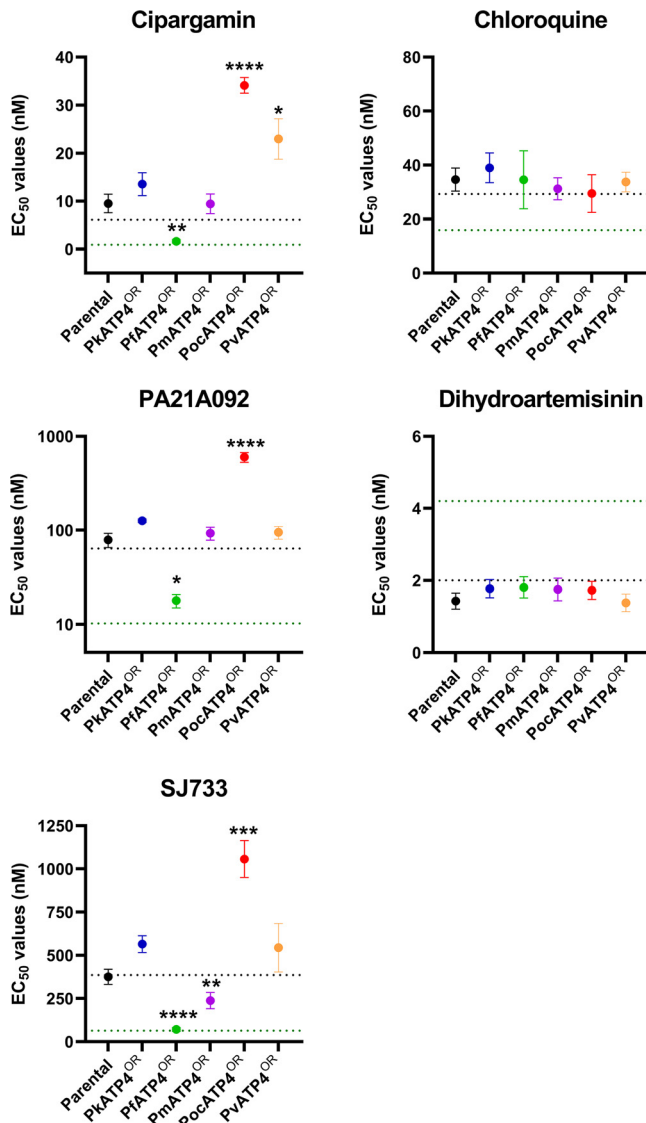 Cipargamin
EC50 values (nM)
40
30
20
10
0
****
*
**
Parental
PkATP4OR
PfATP4OR
PmATP4OR
PocATP4OR
PvATP4OR
Chloroquine
EC50 values (nM)
80
60
40
20
0
Parental
PkATP4OR
PfATP4OR
PmATP4OR
PocATP4OR
PvATP4OR
PA21A092
EC50 values (nM)
1000
100
10
****
*
Parental
PkATP4OR
PfATP4OR
PmATP4OR
PocATP4OR
PvATP4OR
Dihydroartemisinin
EC50 values (nM)
6
4
2
0
Parental
PkATP4OR
PfATP4OR
PmATP4OR
PocATP4OR
PvATP4OR
SJ733
EC50 values (nM)
1250
1000
750
500
250
0
***
**
****
Parental
PkATP4OR
PfATP4OR
PmATP4OR
PocATP4OR
PvATP4OR